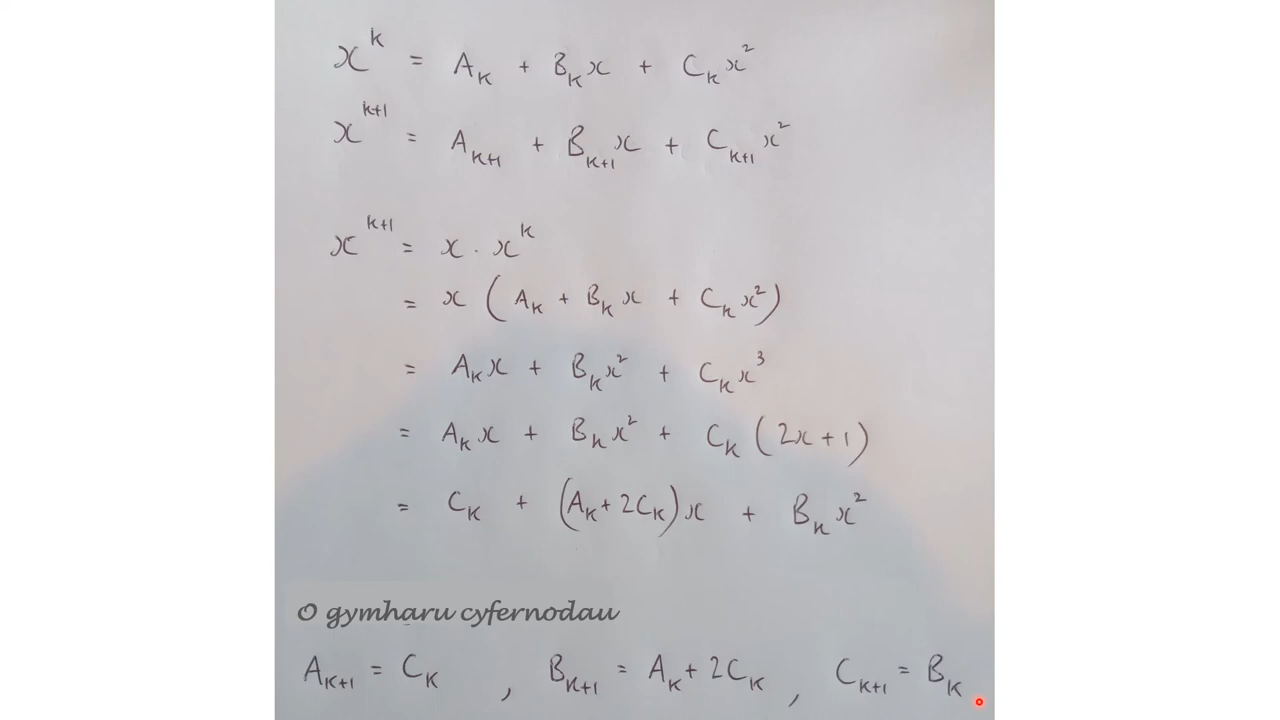 x^k = A_k + B_k x + C_k x^2
x^{k+1} = A_{k+1} + B_{k+1} x + C_{k+1} x^2
x^{k+1} = x · x^k
= x (A_k + B_k x + C_k x^2)
= A_k x + B_k x^2 + C_k x^3
= A_k x + B_k x^2 + C_k (2x + 1)
= C_k + (A_k + 2C_k) x + B_k x^2
O gymharu cyfernodau
A_{k+1} = C_k , B_{k+1} = A_k + 2C_k , C_{k+1} = B_k